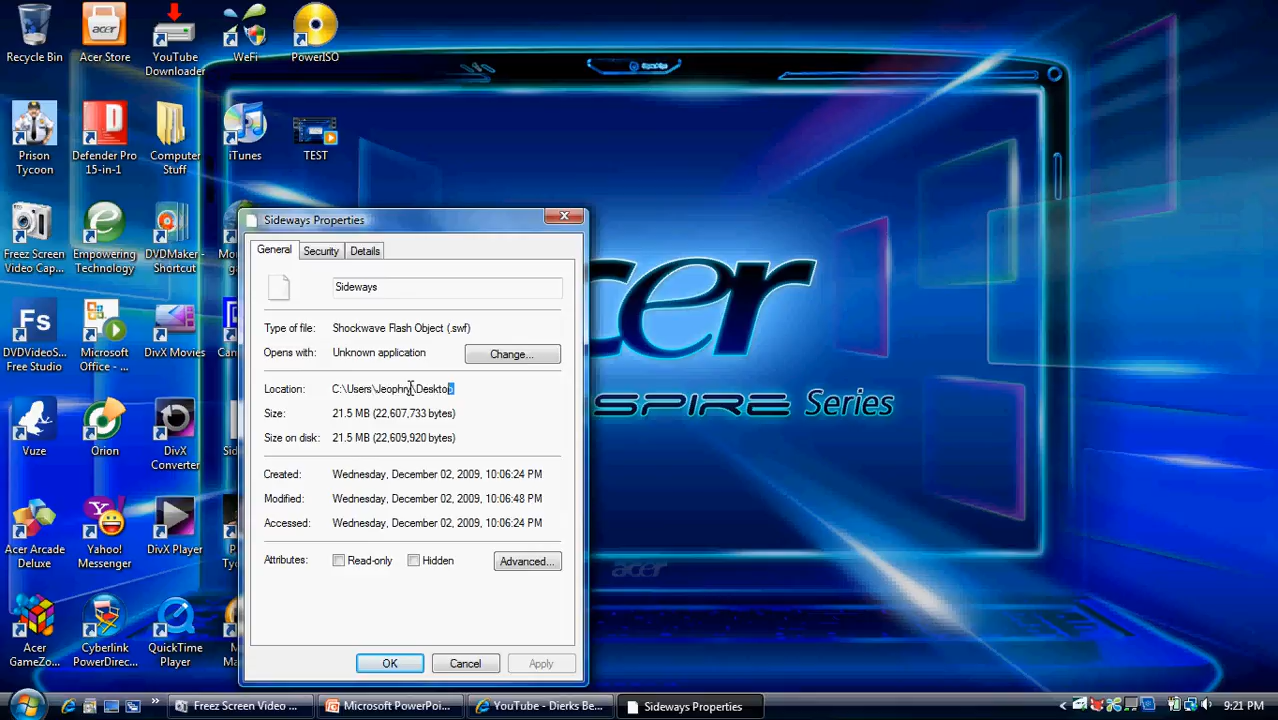 Recycle Bin
Acer Store
YouTube
Downloader
WeFi
PowerISO
Prison
Tycoon
Defender Pro
15-in-1
Computer
Stuff
iTunes
TEST
Freez Screen
Video Cap...
Empowering
Technology
DVDMaker -
Shortcut
DVDVideoS...
Free Studio
Microsoft
Office - ...
DivX Movies
Vuze
Orion
DivX
Converter
Acer Arcade
Deluxe
Yahoo!
Messenger
DivX Player
Acer
GameZo...
Cyberlink
PowerDirec...
QuickTime
Player
Sideways Properties
General
Security
Details
Sideways
Type of file: Shockwave Flash Object (.swf)
Opens with: Unknown application
Change...
Location: C:\Users\Jeophny\Desktop
Size: 21.5 MB (22,607,733 bytes)
Size on disk: 21.5 MB (22,609,920 bytes)
Created: Wednesday, December 02, 2009, 10:06:24 PM
Modified: Wednesday, December 02, 2009, 10:06:48 PM
Accessed: Wednesday, December 02, 2009, 10:06:24 PM
Attributes: Read-only Hidden
Advanced...
OK
Cancel
Apply
acer
SPIRE Series
acer
Freez Screen Video ...
Microsoft PowerPoi...
YouTube - Dierks Be...
Sideways Properties
9:21 PM